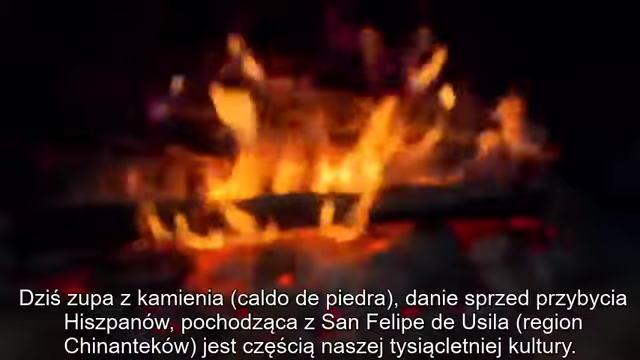 Dziś zupa z kamienia (caldo de piedra), danie sprzed przybycia
Hiszpanów, pochodząca z San Felipe de Usila (region
Chinanteków) jest częścią naszej tysiącletniej kultury.